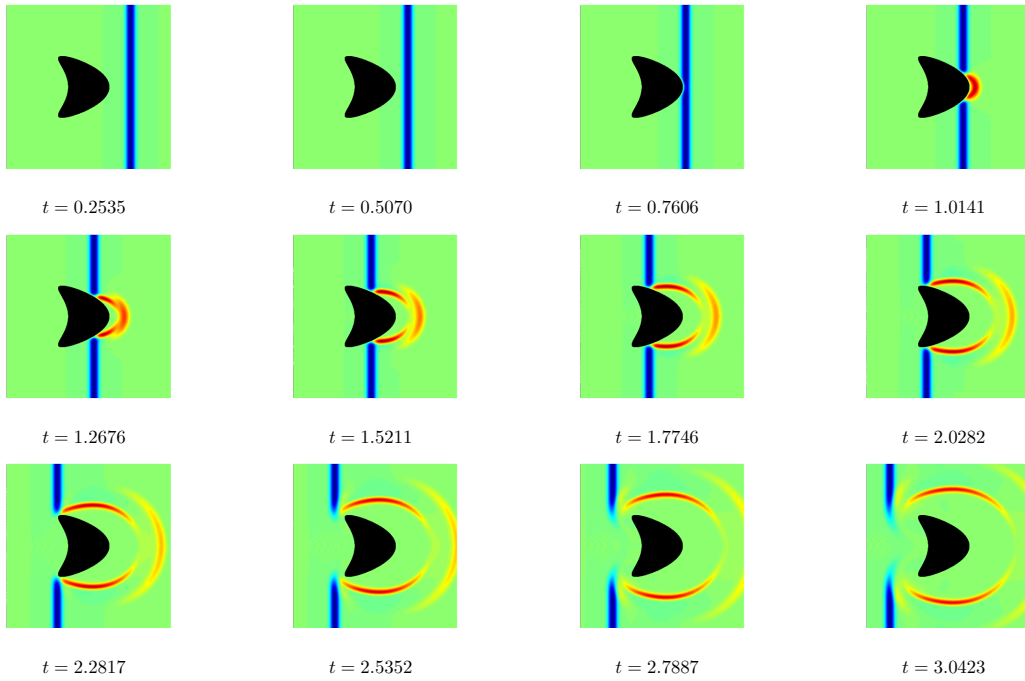 t = 0.2535 t = 0.5070 t = 0.7606 t = 1.0141
t = 1.2676 t = 1.5211 t = 1.7746 t = 2.0282
t = 2.2817 t = 2.5352 t = 2.7887 t = 3.0423